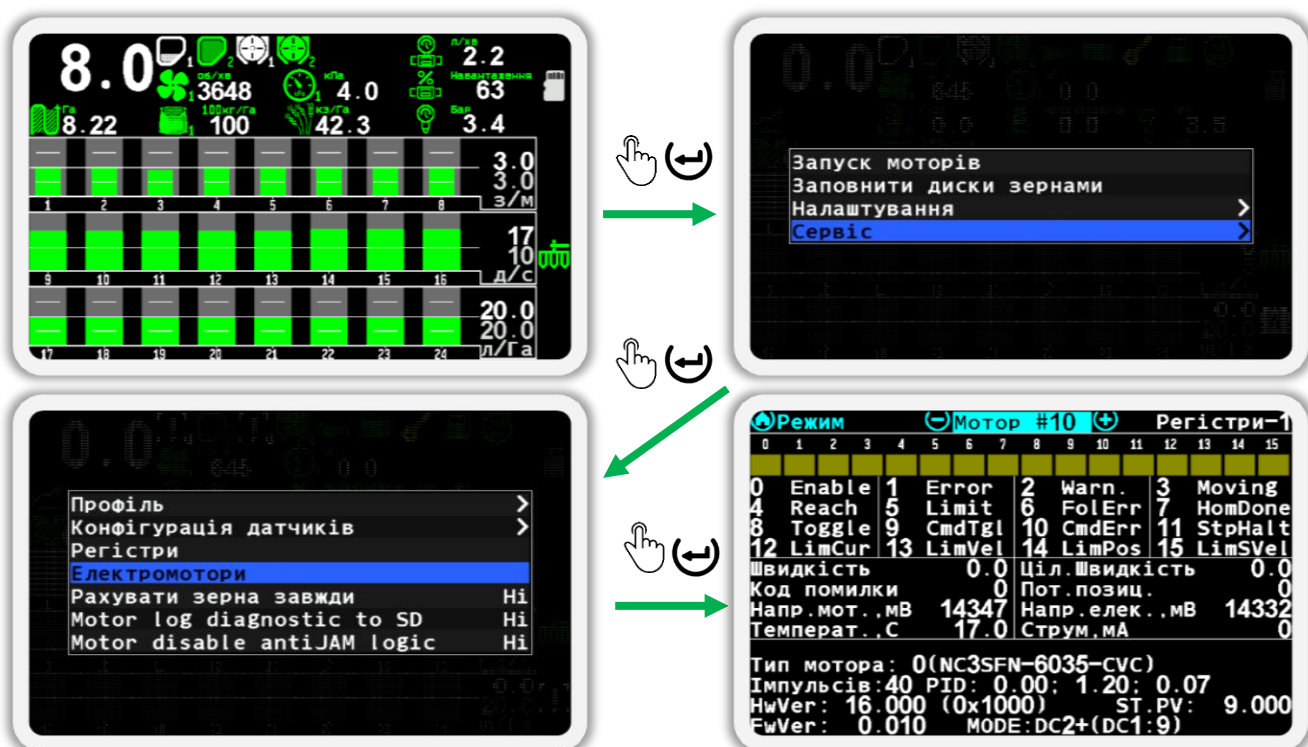 8.0
1
2
1
2
л/хв
2.2
об/хв
1 3648
кПа
1 4.0
%
Навантаження
63
Га
8.22
100кг/га
1 100
кз/га
42.3
Бар
3.4
3.0
3.0
з/м
1 2 3 4 5 6 7 8
17
10
д/с
9 10 11 12 13 14 15 16
20.0
20.0
л/Га
17 18 19 20 21 22 23 24
Запуск моторів
Заповнити диски зернами
Налаштування >
Сервіс >
Профіль >
Конфігурація датчиків >
Регістри
Електромотори
Рахувати зерна завжди Ні
Motor log diagnostic to SD Ні
Motor disable antiJAM logic Ні
Режим Мотор #10 Регістри-1
0 1 2 3 4 5 6 7 8 9 10 11 12 13 14 15
0 Enable 1 Error 2 Warn. 3 Moving
4 Reach 5 Limit 6 FolErr 7 HomDone
8 Toggle 9 CmdTgl 10 CmdErr 11 StpHalt
12 LimCur 13 LimVel 14 LimPos 15 LimSVel
Швидкість 0.0 Ціл.Швидкість 0.0
Код помилки 0 Пот.позиц. 0
Напр.мот.,мВ 14347 Напр.елек.,мВ 14332
Температ.,С 17.0 Струм,мА 0
Тип мотора: 0(NC3SFN-6035-CVC)
Імпульсів:40 PID: 0.00; 1.20; 0.07
HwVer: 16.000 (0x1000) ST.PV: 9.000
FwVer: 0.010 MODE:DC2+(DC1:9)